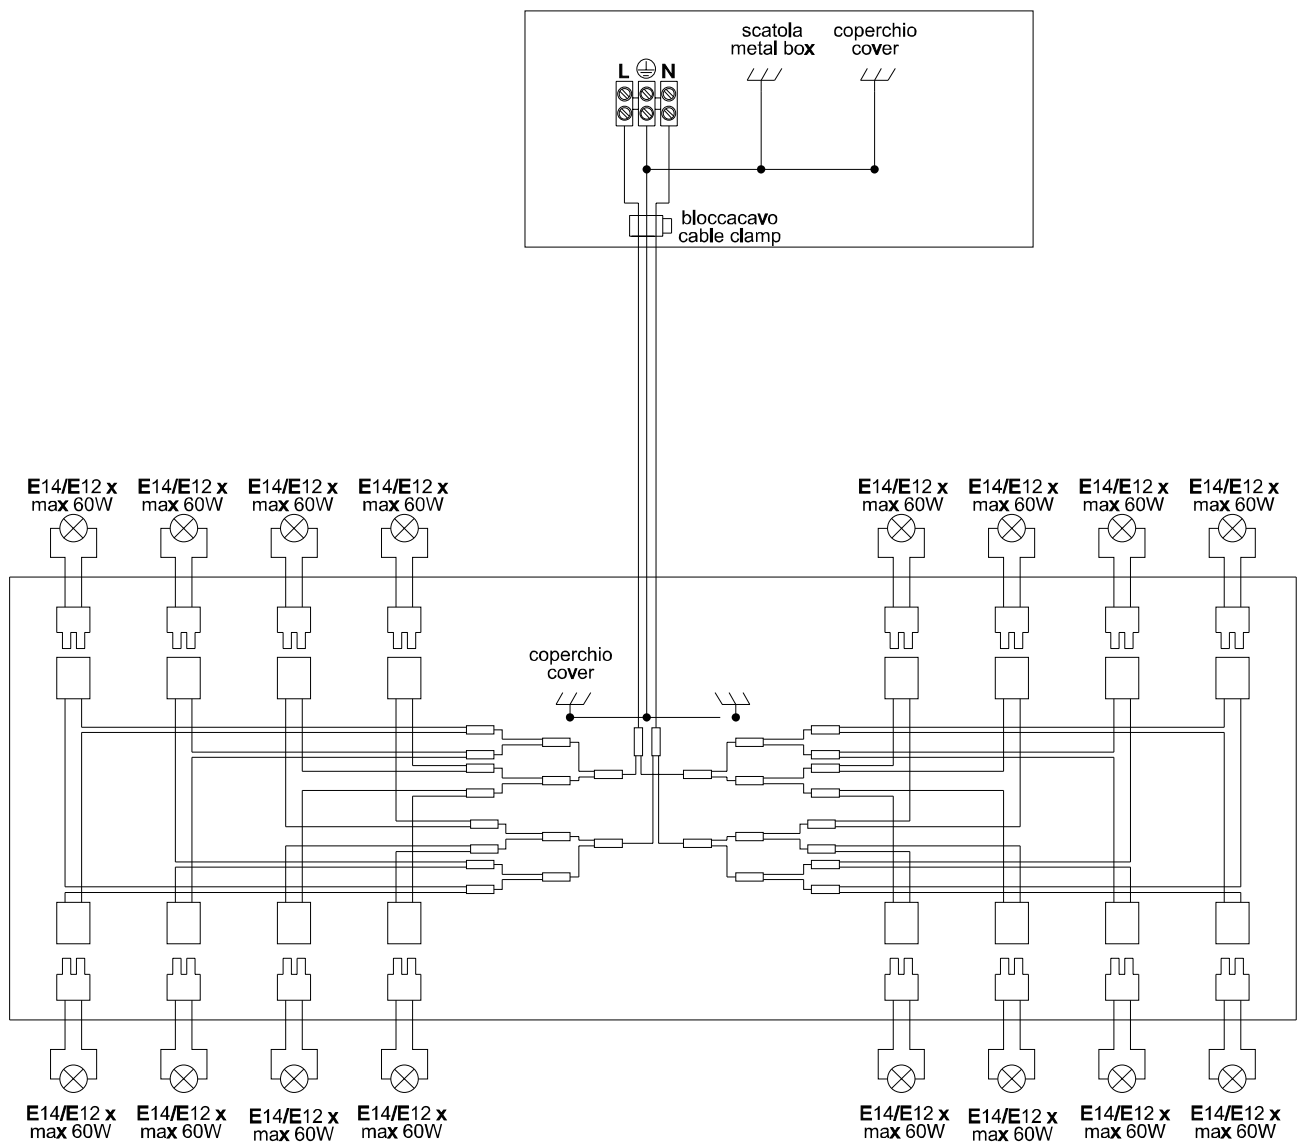 scatola
metal box
coperchio
cover
L N
bloccacavo
cable clamp
E14/E12 x
max 60W
E14/E12 x
max 60W
E14/E12 x
max 60W
E14/E12 x
max 60W
E14/E12 x
max 60W
E14/E12 x
max 60W
E14/E12 x
max 60W
E14/E12 x
max 60W
coperchio
cover
E14/E12 x
max 60W
E14/E12 x
max 60W
E14/E12 x
max 60W
E14/E12 x
max 60W
E14/E12 x
max 60W
E14/E12 x
max 60W
E14/E12 x
max 60W
E14/E12 x
max 60W